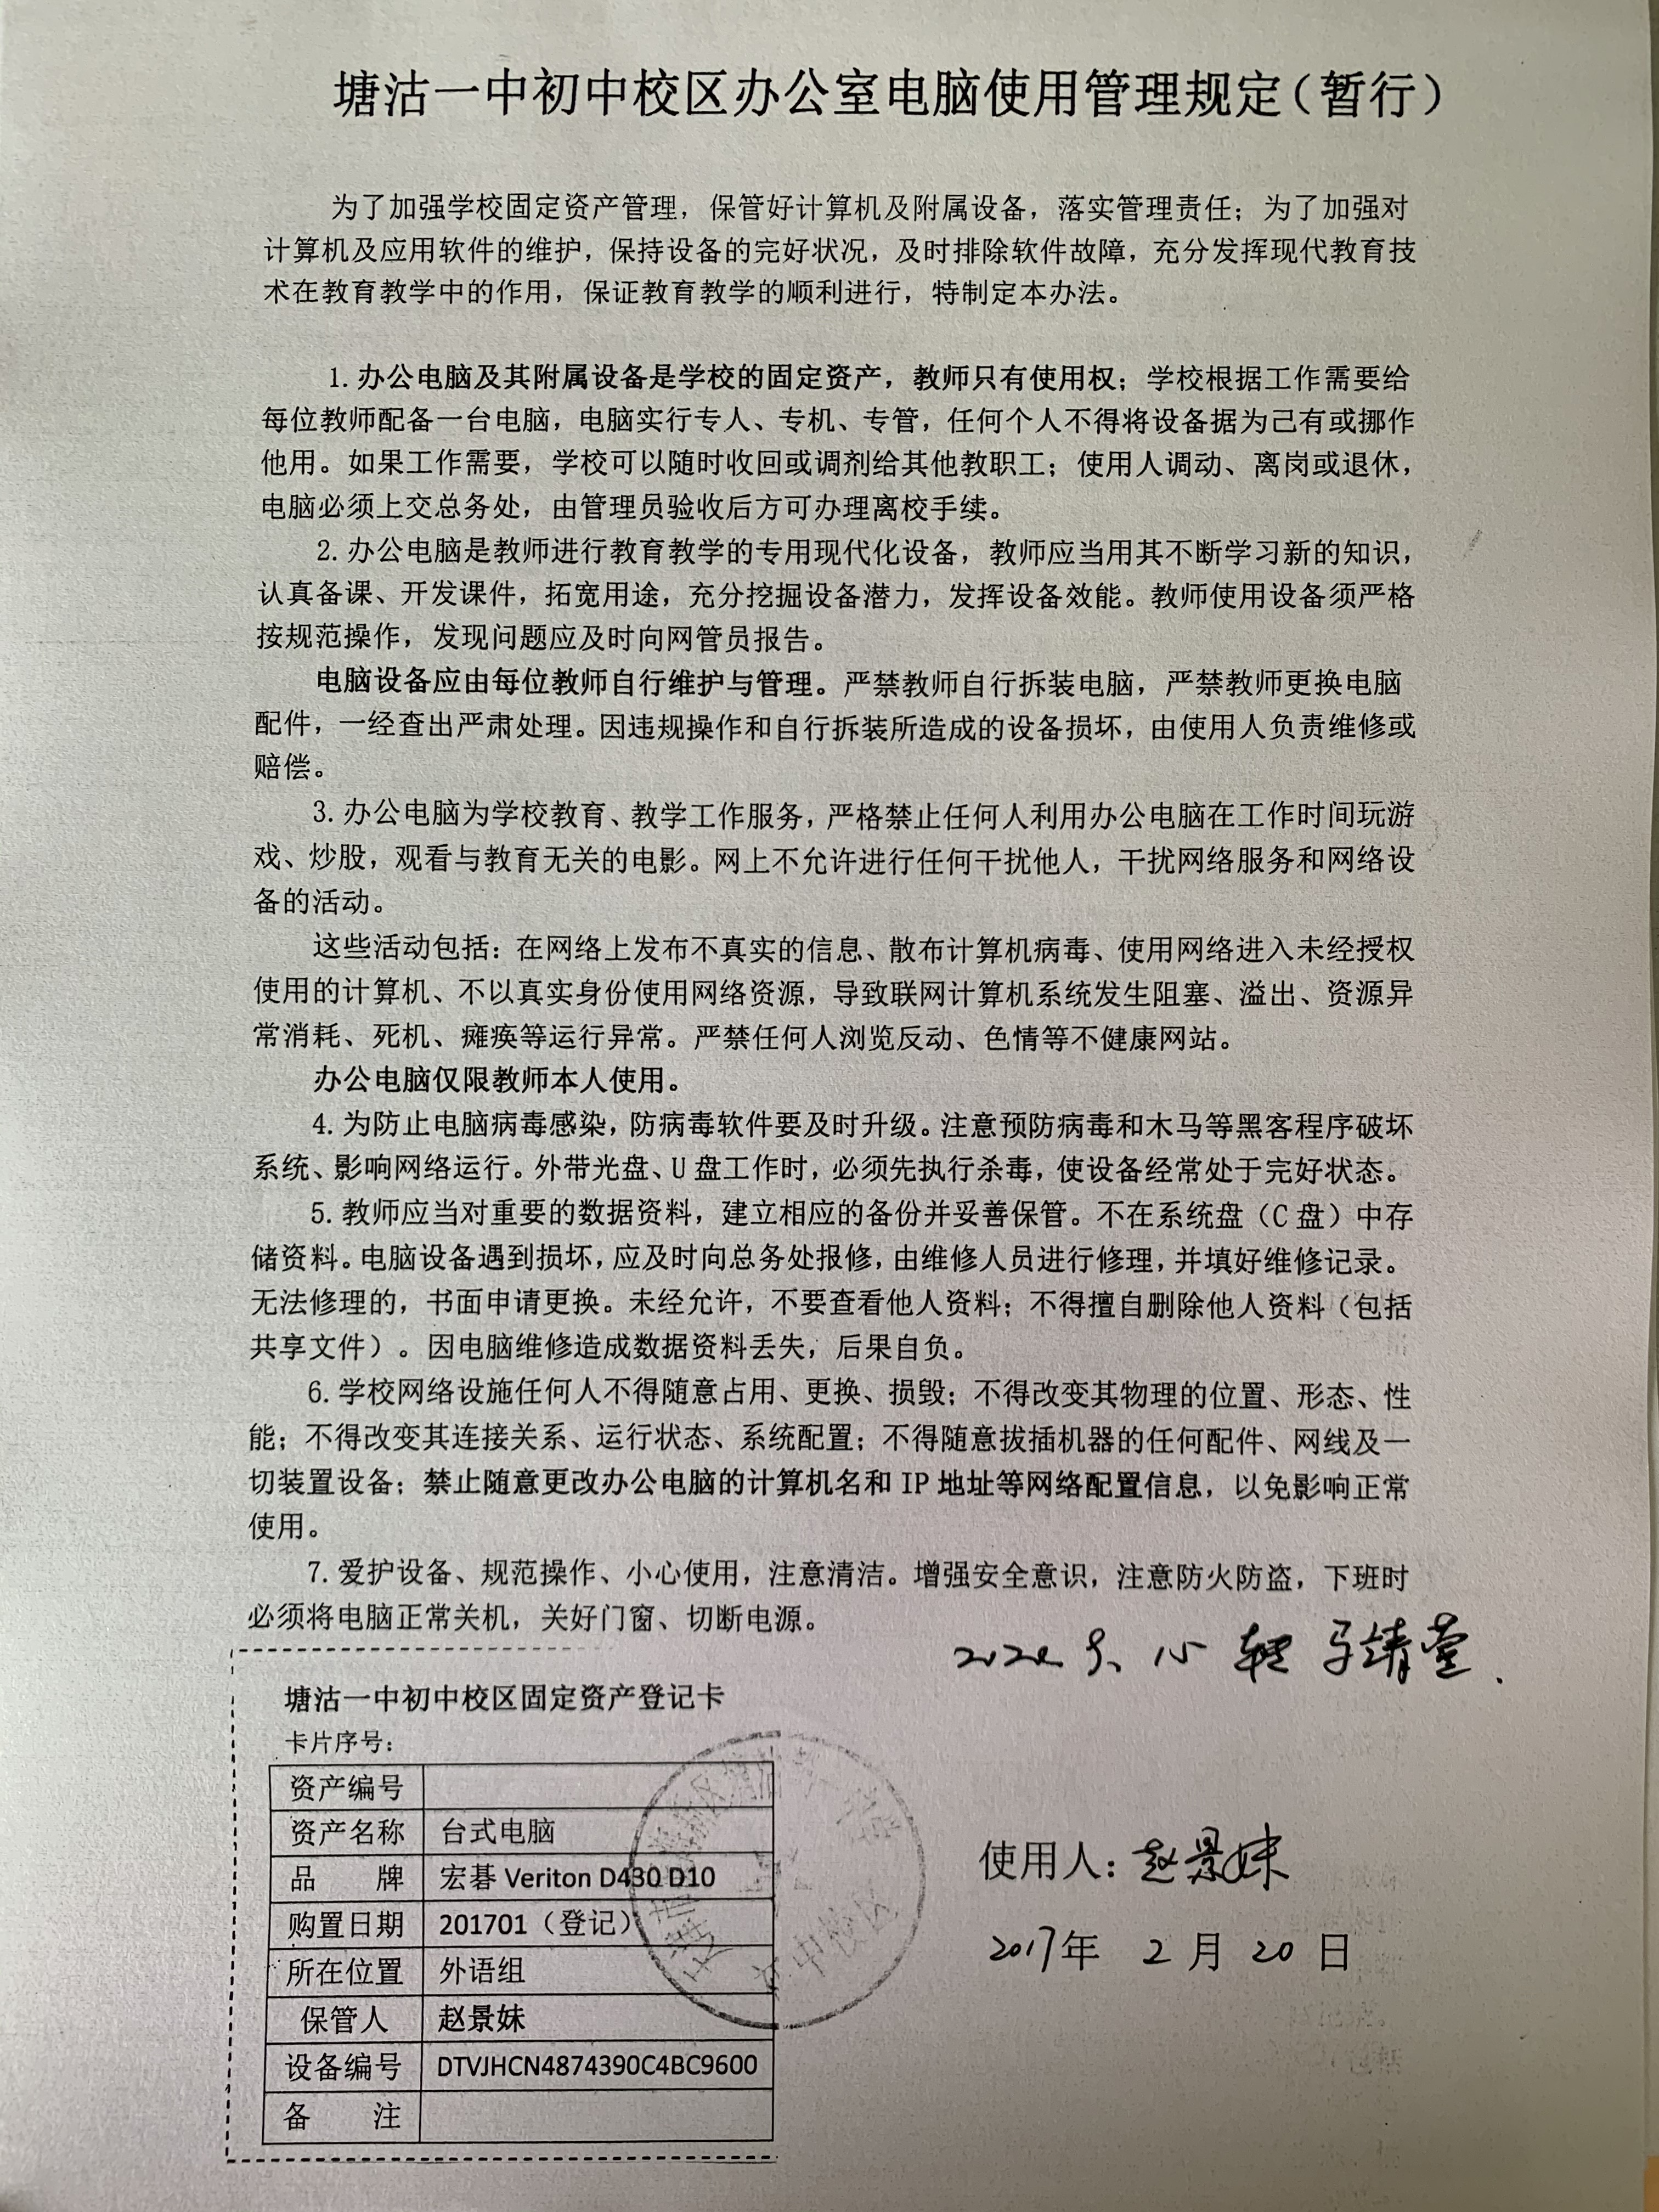 塘沽一中初中校区办公室电脑使用管理规定（暂行）
为了加强学校固定资产管理，保管好计算机及附属设备，落实管理责任；为了加强对
计算机及应用软件的维护，保持设备的完好状况，及时排除软件故障，充分发挥现代教育技
术在教育教学中的作用，保证教育教学的顺利进行，特制定本办法。
1.办公电脑及其附属设备是学校的固定资产，教师只有使用权；学校根据工作需要给
每位教师配备一台电脑，电脑实行专人、专机、专管，任何个人不得将设备据为己有或挪作
他用。如果工作需要，学校可以随时收回或调剂给其他教职工；使用人调动、离岗或退休，
电脑必须上交总务处，由管理员验收后方可办理离校手续。
2.办公电脑是教师进行教育教学的专用现代化设备，教师应当用其不断学习新的知识，
认真备课、开发课件，拓宽用途，充分挖掘设备潜力，发挥设备效能。教师使用设备须严格
按规范操作，发现问题应及时向网管员报告。
电脑设备应由每位教师自行维护与管理。严禁教师自行拆装电脑，严禁教师更换电脑
配件，一经查出严肃处理。因违规操作和自行拆装所造成的设备损坏，由使用人负责维修或
赔偿。
3.办公电脑为学校教育、教学工作服务，严格禁止任何人利用办公电脑在工作时间玩游
戏、炒股，观看与教育无关的电影。网上不允许进行任何干扰他人，干扰网络服务和网络设
备的活动。
这些活动包括：在网络上发布不真实的信息、散布计算机病毒、使用网络进入未经授权
使用的计算机、不以真实身份使用网络资源，导致联网计算机系统发生阻塞、溢出、资源异
常消耗、死机、瘫痪等运行异常。严禁任何人浏览反动、色情等不健康网站。
办公电脑仅限教师本人使用。
4.为防止电脑病毒感染，防病毒软件要及时升级。注意预防病毒和木马等黑客程序破坏
系统、影响网络运行。外带光盘、U盘工作时，必须先执行杀毒，使设备经常处于完好状态。
5.教师应当对重要的数据资料，建立相应的备份并妥善保管。不在系统盘（C盘）中存
储资料。电脑设备遇到损坏，应及时向总务处报修，由维修人员进行修理，并填好维修记录。
无法修理的，书面申请更换。未经允许，不要查看他人资料；不得擅自删除他人资料（包括
共享文件）。因电脑维修造成数据资料丢失，后果自负。
6.学校网络设施任何人不得随意占用、更换、损毁；不得改变其物理的位置、形态、性
能；不得改变其连接关系、运行状态、系统配置；不得随意拔插机器的任何配件、网线及一
切装置设备；禁止随意更改办公电脑的计算机名和 IP 地址等网络配置信息，以免影响正常
使用。
7.爱护设备、规范操作、小心使用，注意清洁。增强安全意识，注意防火防盗，下班时
必须将电脑正常关机，关好门窗、切断电源。
马靖莹
塘沽一中初中校区固定资产登记卡
卡片序号：
资产编号
资产名称 台式电脑
品 牌 宏碁 Veriton D430 D10
购置日期 201701（登记）
所在位置 外语组
保管人 赵景妹
设备编号 DTVJHCN4874390C4BC9600
备 注
使用人：赵景妹
2017年 2 月 20 日